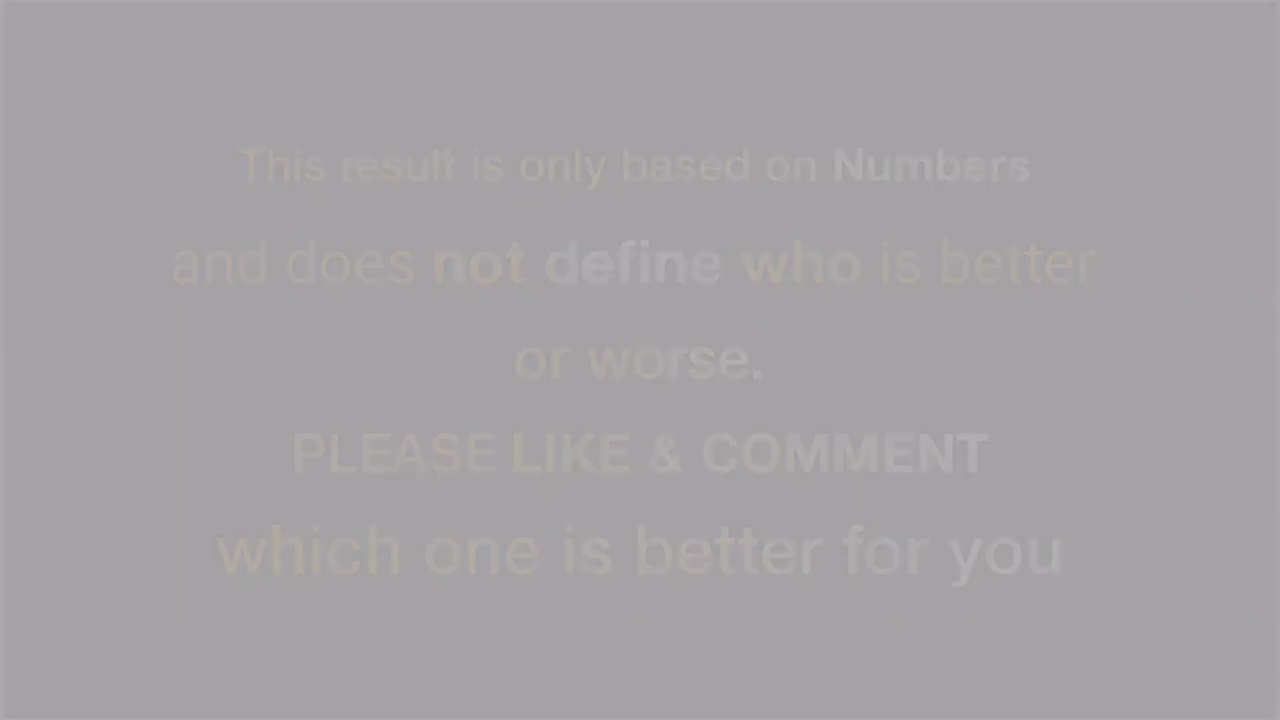 This result is only based on Numbers
and does not define who is better
or worse.
PLEASE LIKE & COMMENT
which one is better for you